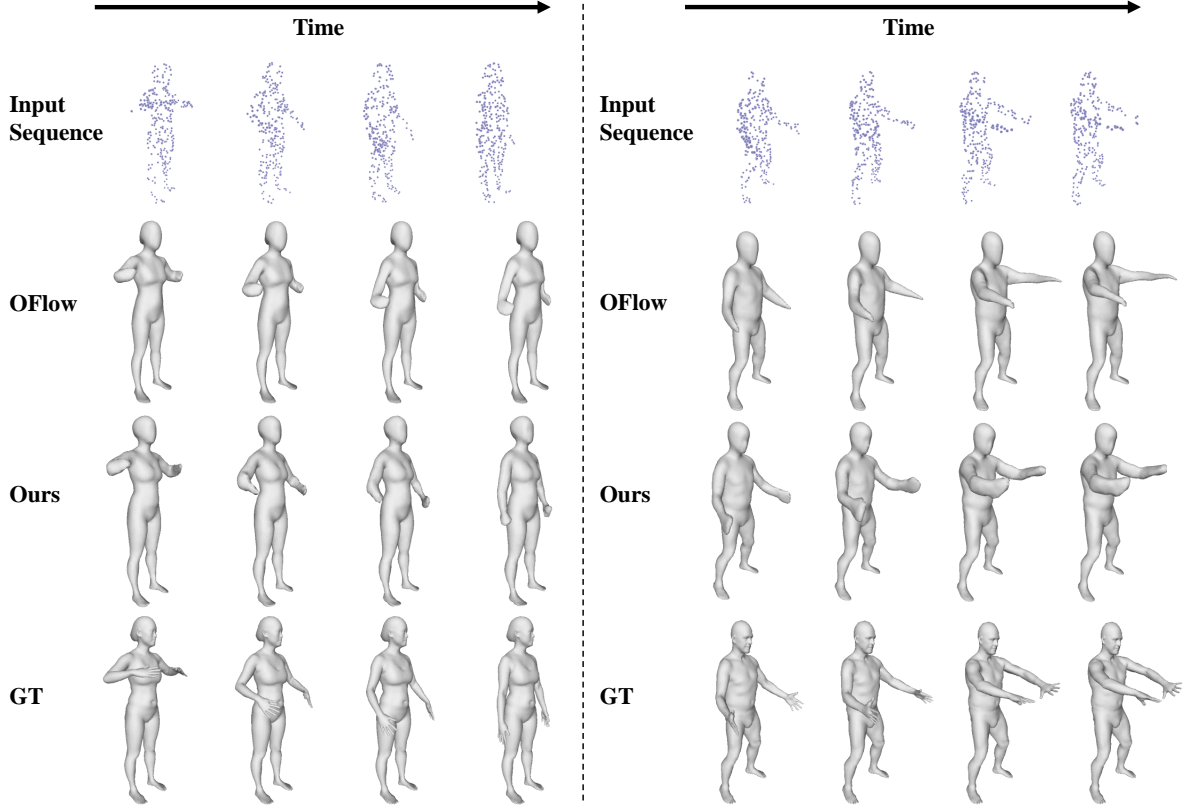 Time
Input
Sequence
OFlow
Ours
GT
Time
Input
Sequence
OFlow
Ours
GT